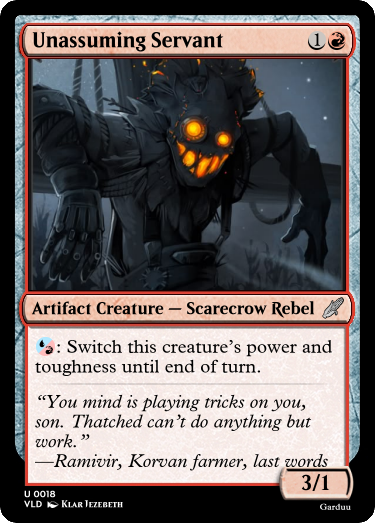 Unassuming Servant 1
Artifact Creature — Scarecrow Rebel
: Switch this creature's power and
toughness until end of turn.
“You mind is playing tricks on you,
son. Thatched can't do anything but
work.”
—Ramivir, Korvan farmer, last words
3/1
U 0018
VLD KLAR JEZEBETH
Garduu